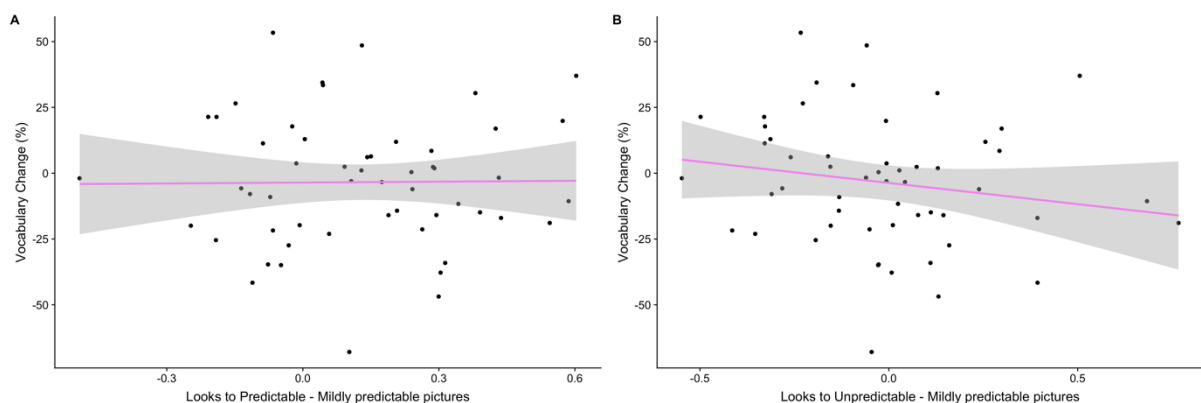 A
B
Vocabulary Change (%)
50
25
0
-25
-50
-0.3
0.0
0.3
0.6
Looks to Predictable - Mildly predictable pictures
Vocabulary Change (%)
50
25
0
-25
-50
-0.5
0.0
0.5
Looks to Unpredictable - Mildly predictable pictures